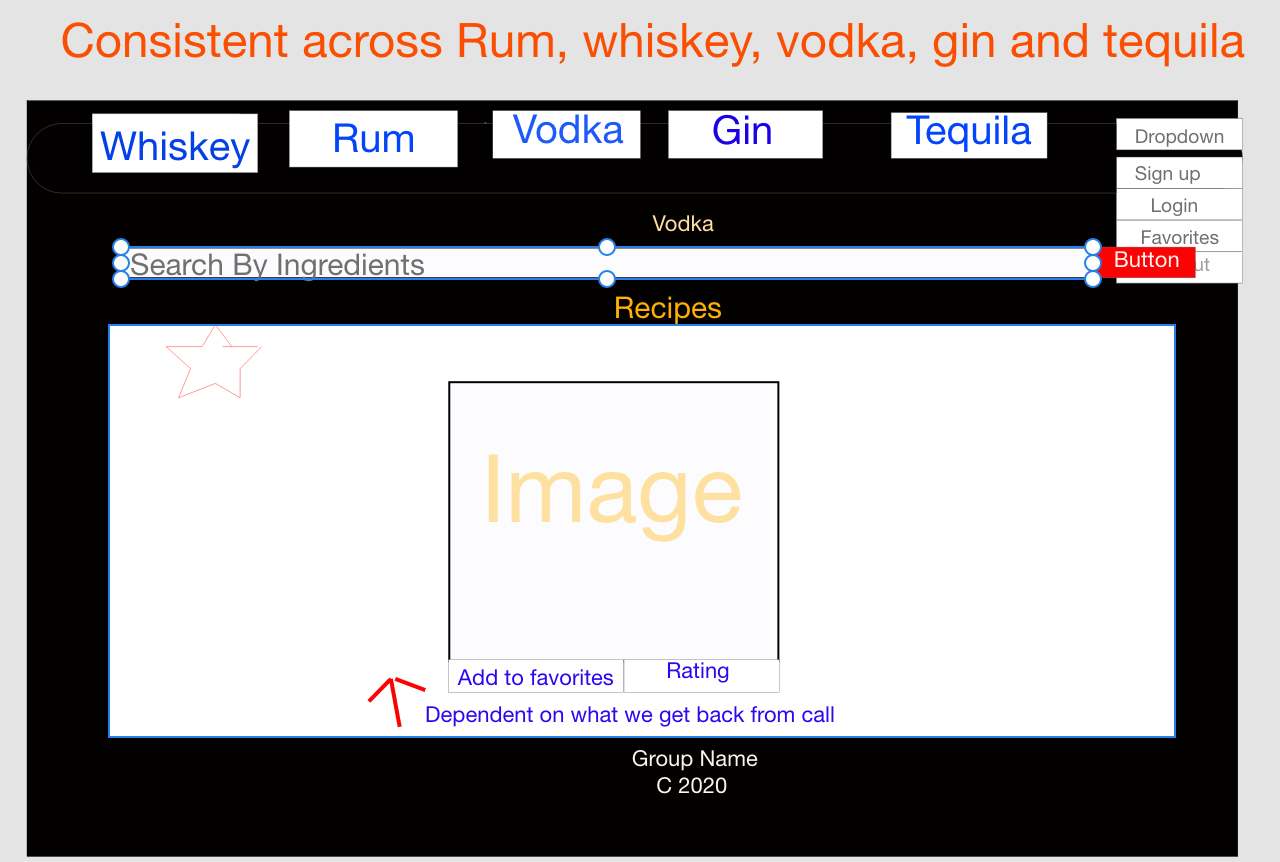 Consistent across Rum, whiskey, vodka, gin and tequila
Whiskey
Rum
Vodka
Gin
Tequila
Dropdown
Sign up
Login
Favorites
Vodka
Search By Ingredients
Button
ut
Recipes
Image
Add to favorites
Rating
Dependent on what we get back from call
Group Name
C 2020